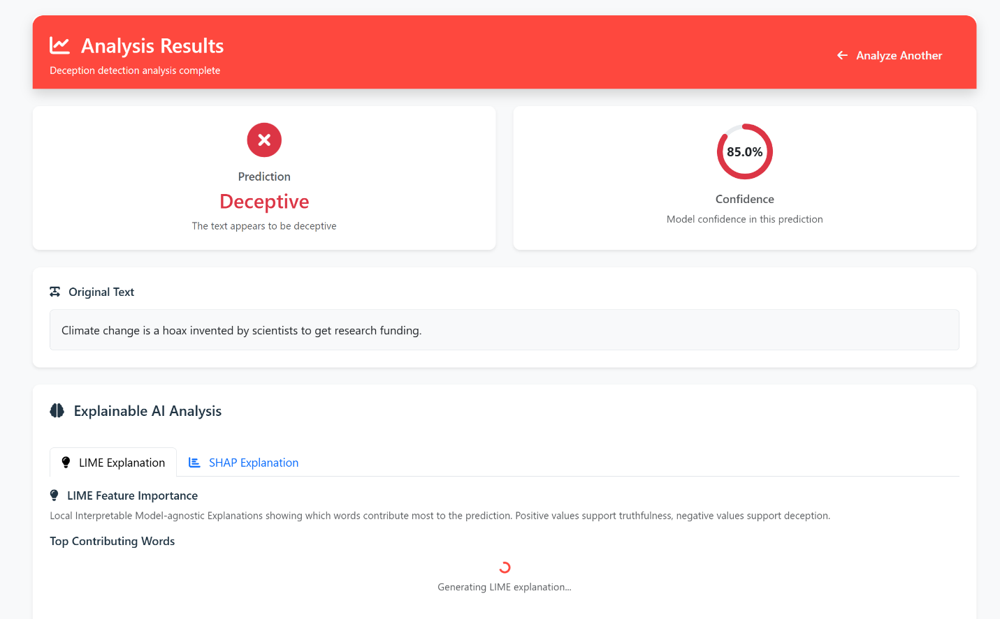 Analysis Results
Deception detection analysis complete
Analyze Another
Prediction
Deceptive
The text appears to be deceptive
85.0%
Confidence
Model confidence in this prediction
Original Text
Climate change is a hoax invented by scientists to get research funding.
Explainable AI Analysis
LIME Explanation
SHAP Explanation
LIME Feature Importance
Local Interpretable Model-agnostic Explanations showing which words contribute most to the prediction. Positive values support truthfulness, negative values support deception.
Top Contributing Words
Generating LIME explanation...